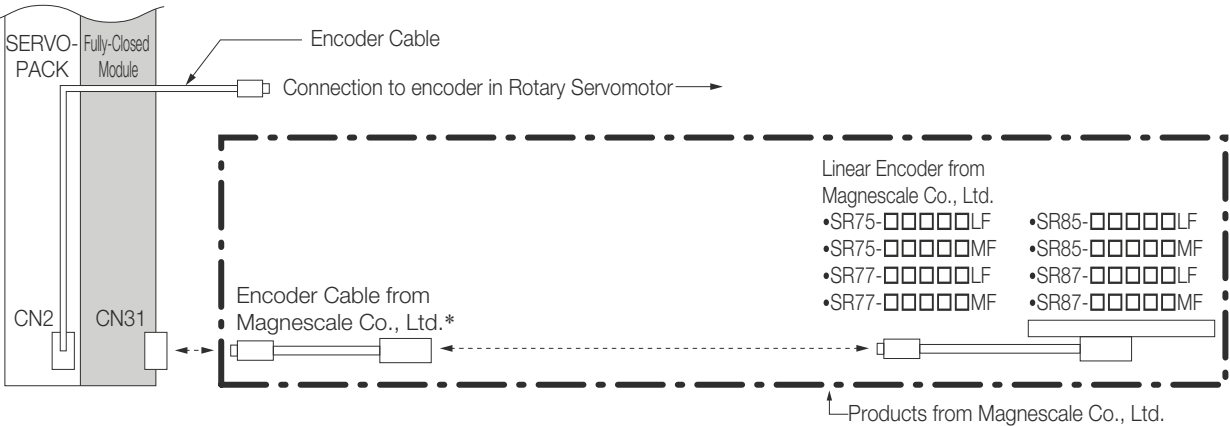 SERVO-
PACK
Fully-Closed
Module
Encoder Cable
Connection to encoder in Rotary Servomotor
Linear Encoder from
Magnescale Co., Ltd.
•SR75-□□□□□LF
•SR75-□□□□□MF
•SR77-□□□□□LF
•SR77-□□□□□MF
•SR85-□□□□□LF
•SR85-□□□□□MF
•SR87-□□□□□LF
•SR87-□□□□□MF
Encoder Cable from
Magnescale Co., Ltd.*
CN2
CN31
Products from Magnescale Co., Ltd.